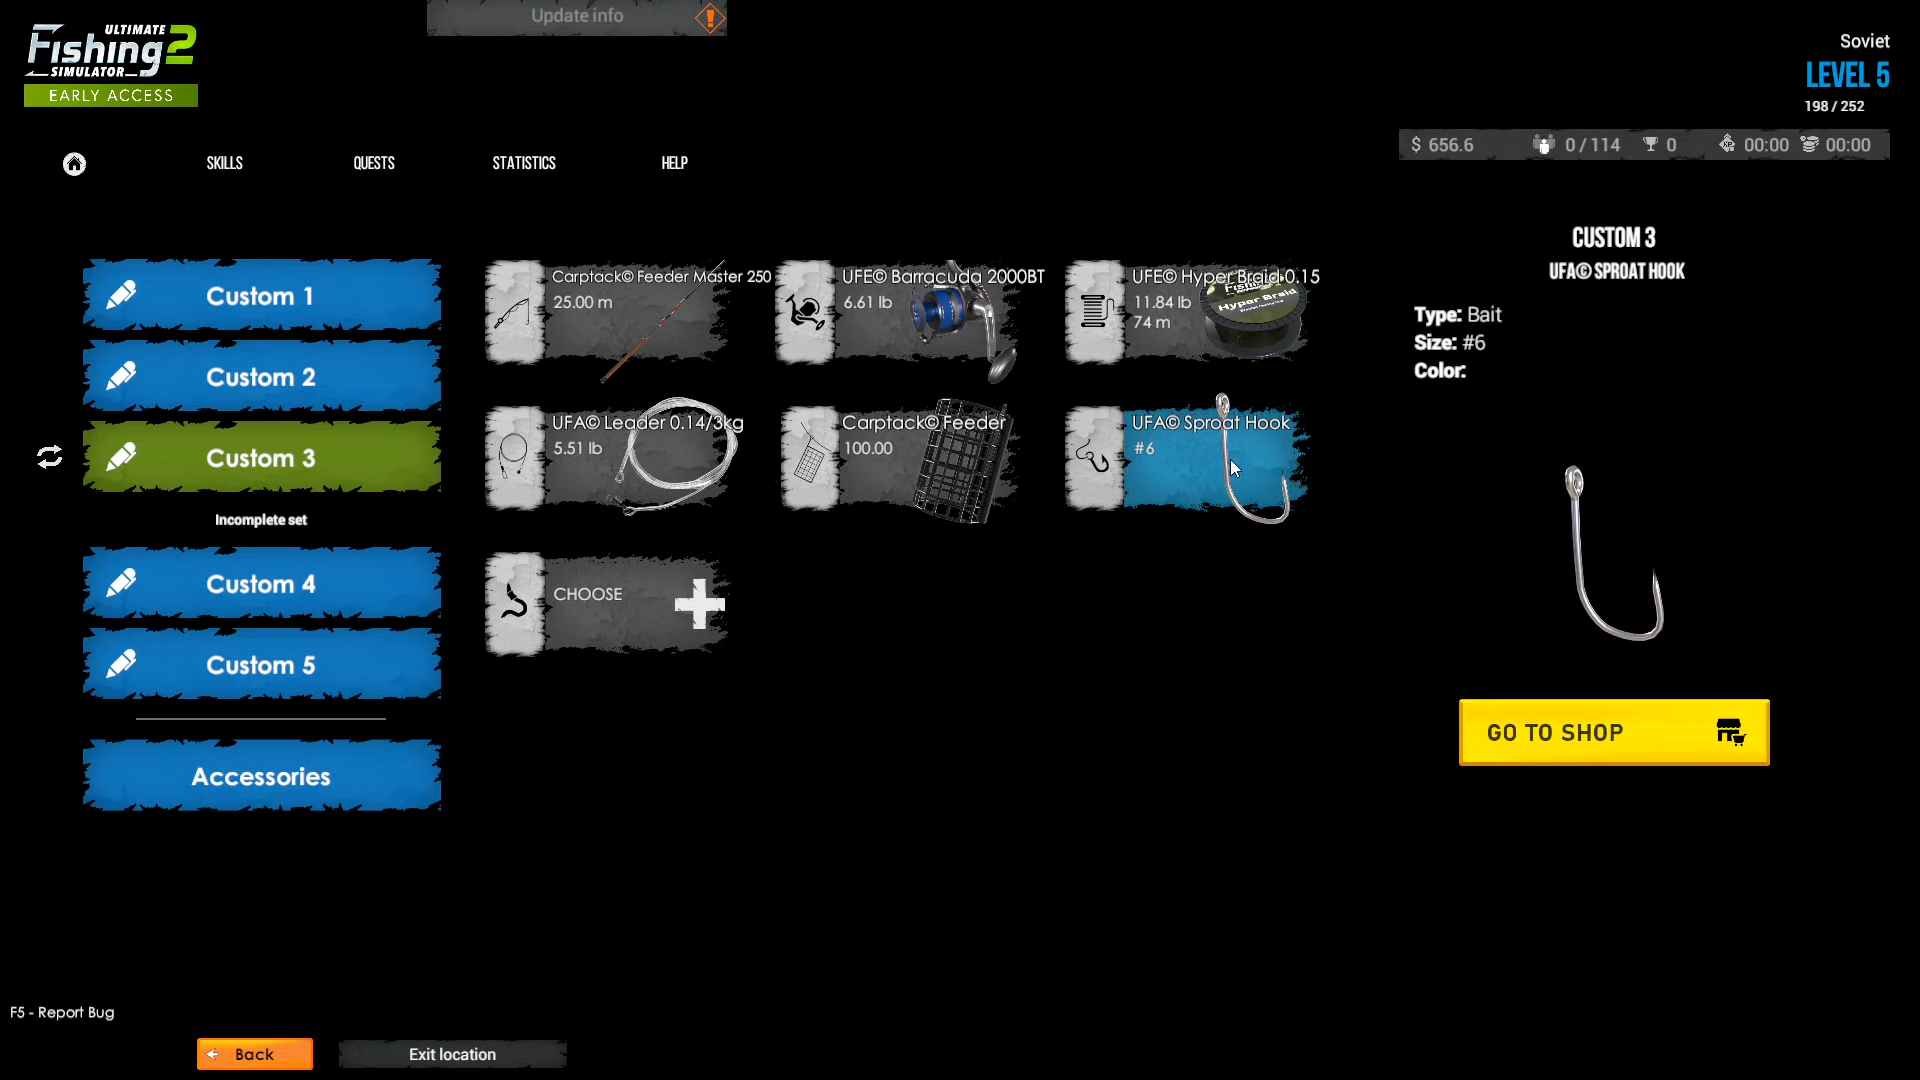 Update info
ULTIMATE
Fishing 2
SIMULATOR
EARLY ACCESS
Soviet
LEVEL 5
198 / 252
$ 656.6 0 / 114 0 XP 00:00 00:00
SKILLS QUESTS STATISTICS HELP
Custom 1
Custom 2
Custom 3
Incomplete set
Custom 4
Custom 5
Accessories
Carptack© Feeder Master 250
25.00 m
UFE© Barracuda 2000BT
6.61 lb
UFE© Hyper Braid 0.15
11.84 lb
74 m
Fishing
Hyper Braid
UFA© Leader 0.14/3kg
5.51 lb
Carptack© Feeder
100.00
UFA© Sproat Hook
#6
CHOOSE
CUSTOM 3
UFA© SPROAT HOOK
Type: Bait
Size: #6
Color:
GO TO SHOP
F5 - Report Bug
Back
Exit location